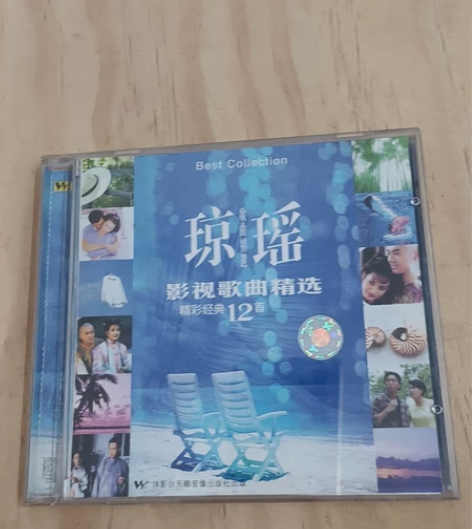 Best Collection
琼瑶
影视歌曲精选
精彩经典12首